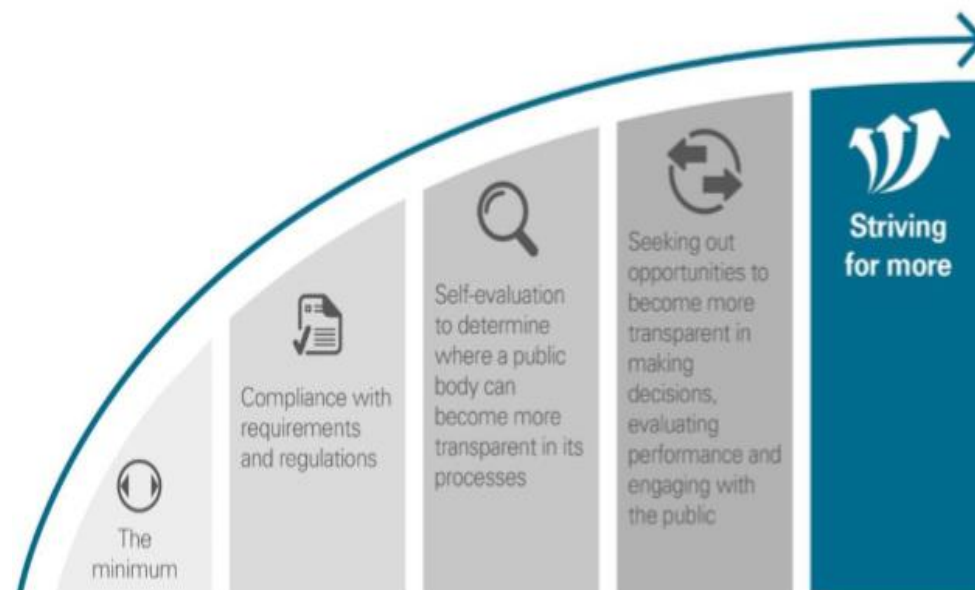 The
minimum
Compliance with
requirements
and regulations
Self-evaluation
to determine
where a public
body can
become more
transparent in its
processes
Seeking out
opportunities to
become more
transparent in
making
decisions,
evaluating
performance and
engaging with
the public
Striving
for more